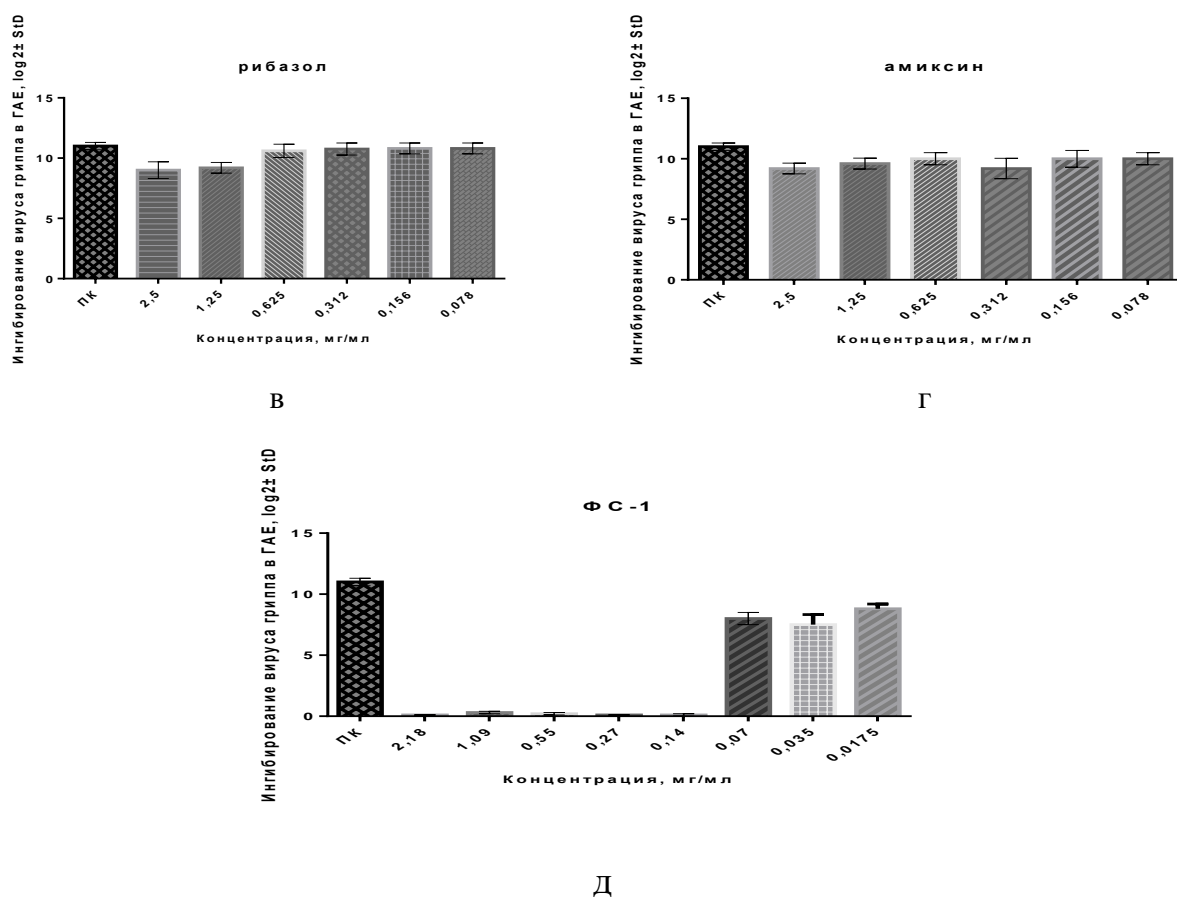 рибазол
Ингибирование вируса гриппа в ГАЕ, log2± StD
15
10
5
0
ПК
2,5
1,25
0,625
0,312
0,156
0,078
Концентрация, мг/мл
в
амиксин
Ингибирование вируса гриппа в ГАЕ, log2± StD
15
10
5
0
ПК
2,5
1,25
0,625
0,312
0,156
0,078
Концентрация, мг/мл
г
ФС-1
Ингибирование вируса гриппа в ГАЕ, log2± StD
15
10
5
0
ПК
2,18
1,09
0,55
0,27
0,14
0,07
0,035
0,0175
Концентрация, мг/мл
д